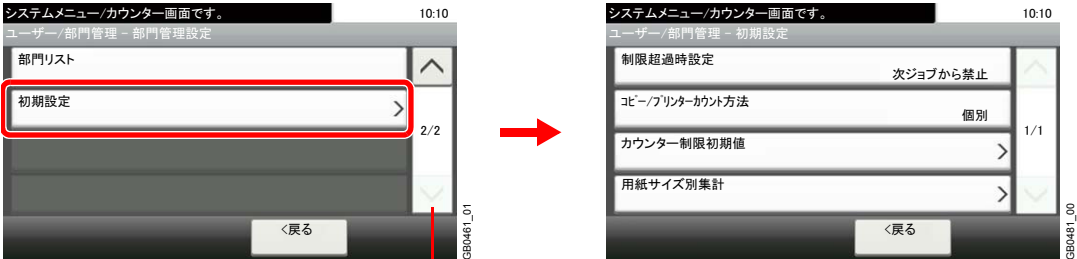 システムメニュー/カウンター画面です。
10:10
ユーザー/部門管理 - 部門管理設定
部門リスト
初期設定
2/2
<戻る
GB0461_01
システムメニュー/カウンター画面です。
10:10
ユーザー/部門管理 - 初期設定
制限超過時設定
次ジョブから禁止
ｺﾋﾟｰ/ﾌﾟﾘﾝﾀｰｶｳﾝﾄ方法
個別
カウンター制限初期値
1/1
用紙サイズ別集計
<戻る
GB0481_00